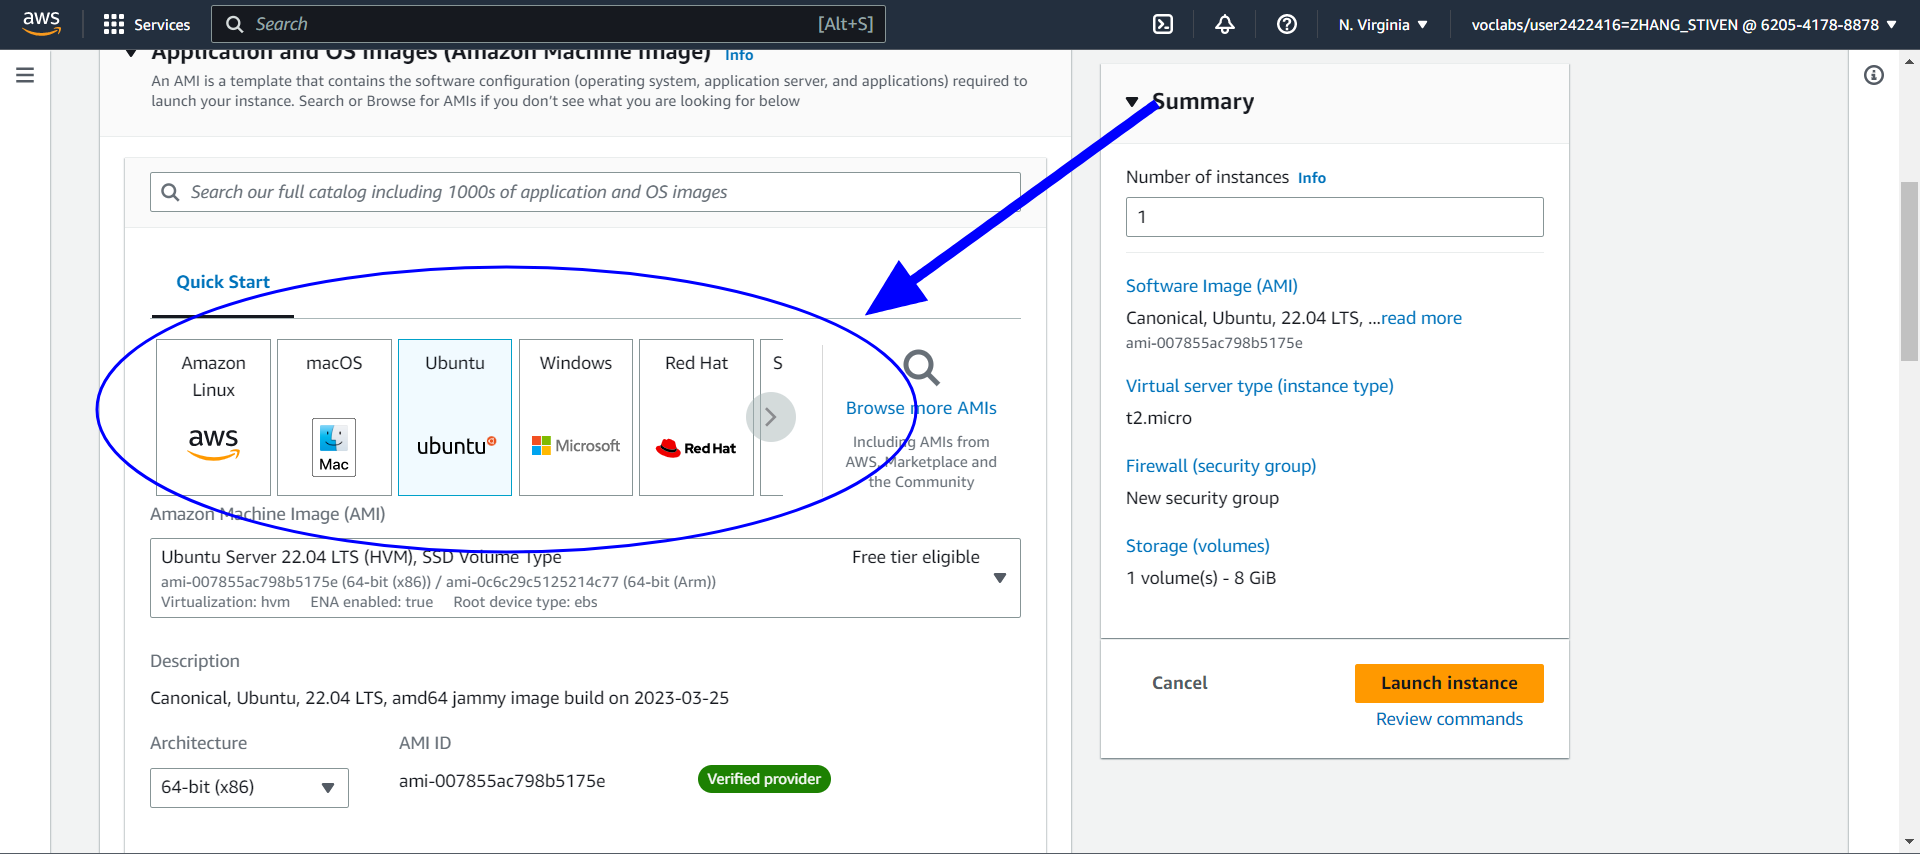 aws
Services
Search
[Alt+S]
N. Virginia
voclabs/user2422416=ZHANG_STIVEN @ 6205-4178-8878
Application and OS Images (Amazon Machine Image) Info
An AMI is a template that contains the software configuration (operating system, application server, and applications) required to
launch your instance. Search or Browse for AMIs if you don't see what you are looking for below
Search our full catalog including 1000s of application and OS images
Quick Start
Amazon
Linux
aws
macOS
Mac
Ubuntu
ubuntu
Windows
Microsoft
Red Hat
Red Hat
S
Browse more AMIs
Including AMIs from
AWS, Marketplace and
the Community
Amazon Machine Image (AMI)
Ubuntu Server 22.04 LTS (HVM), SSD Volume Type
Free tier eligible
ami-007855ac798b5175e (64-bit (x86)) / ami-0c6c29c5125214c77 (64-bit (Arm))
Virtualization: hvm ENA enabled: true Root device type: ebs
Description
Canonical, Ubuntu, 22.04 LTS, amd64 jammy image build on 2023-03-25
Architecture
AMI ID
64-bit (x86)
ami-007855ac798b5175e
Verified provider
Summary
Number of instances Info
1
Software Image (AMI)
Canonical, Ubuntu, 22.04 LTS, ...read more
ami-007855ac798b5175e
Virtual server type (instance type)
t2.micro
Firewall (security group)
New security group
Storage (volumes)
1 volume(s) - 8 GiB
Cancel
Launch instance
Review commands